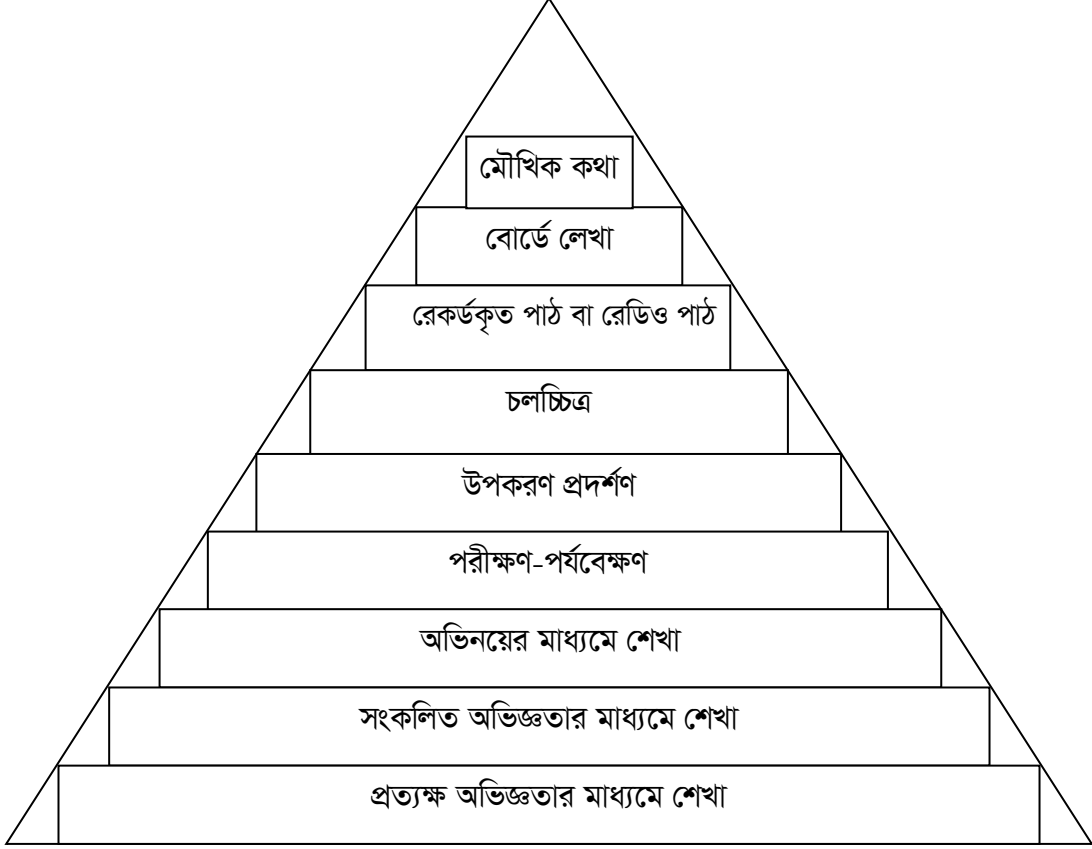 মৌখিক কথা
বোর্ডে লেখা
রেকর্ডকৃত পাঠ বা রেডিও পাঠ
চলচ্চিত্র
উপকরণ প্রদর্শণ
পরীক্ষণ-পর্যবেক্ষণ
অভিনয়ের মাধ্যমে শেখা
সংকলিত অভিজ্ঞতার মাধ্যমে শেখা
প্রত্যক্ষ অভিজ্ঞতার মাধ্যমে শেখা